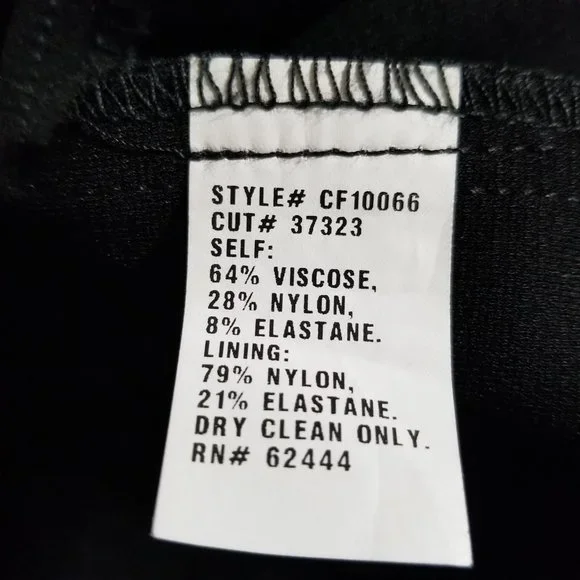 STYLE# CF10066
CUT# 37323
SELF:
64% VISCOSE,
28% NYLON,
8% ELASTANE.
LINING:
79% NYLON,
21% ELASTANE.
DRY CLEAN ONLY.
RN# 62444